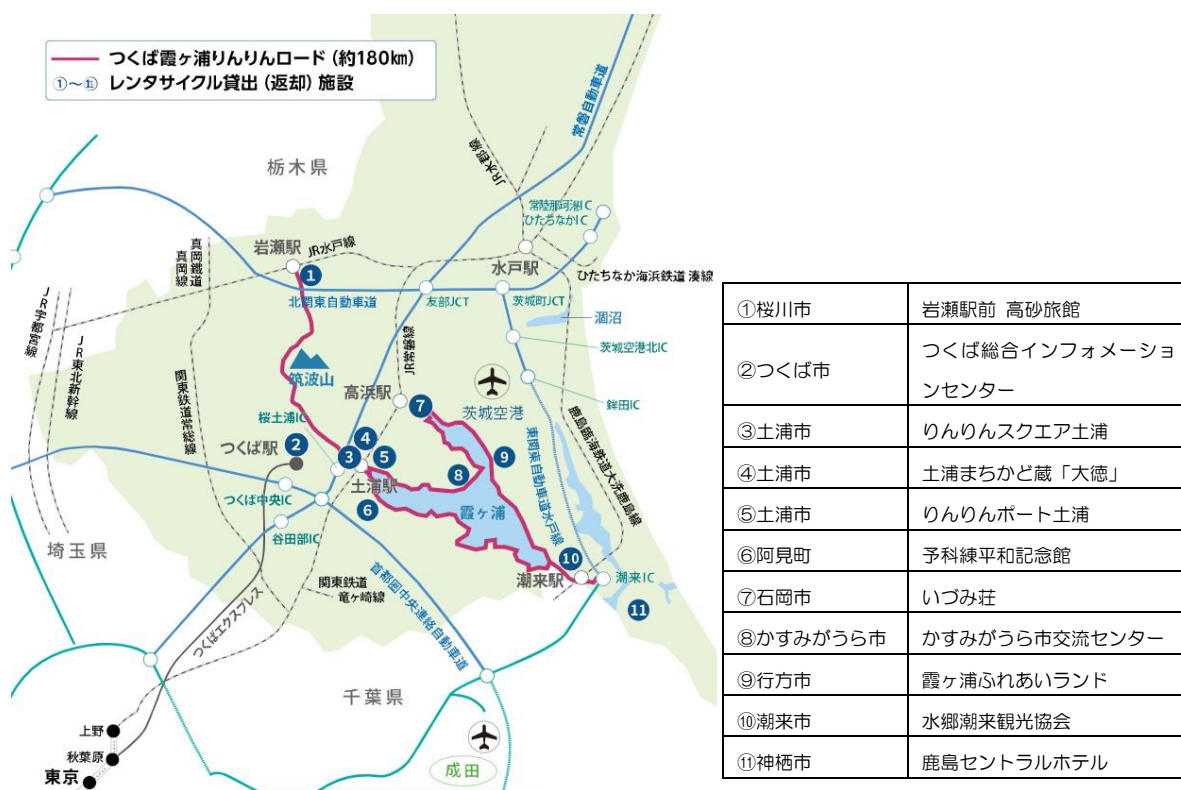 つくば霞ヶ浦りんりんロード（約180km）
①～⑪ レンタサイクル貸出（返却）施設
栃木県
常磐自動車道
JR水郡線
常陸那珂港IC
ひたちなかIC
真岡鐵道
真岡線
岩瀬駅
JR水戸線
水戸駅
ひたちなか海浜鉄道 湊線
1
北関東自動車道
友部JCT
茨城町JCT
涸沼
JR宇都宮線
JR東北新幹線
JR常磐線
茨城空港北IC
筑波山
関東鉄道常総線
高浜駅
茨城空港
7
鉾田IC
桜土浦IC
つくば駅
2
4
3
5
東関東自動車道水戸線
鹿島臨海鉄道大洗鹿島線
9
8
土浦駅
つくば中央IC
6
霞ヶ浦
谷田部IC
埼玉県
10
潮来駅
潮来IC
関東鉄道
竜ヶ崎線
首都圏中央連絡自動車道
11
つくばエクスプレス
千葉県
上野
秋葉原
東京
成田
①桜川市 岩瀬駅前 高砂旅館
②つくば市 つくば総合インフォメーショ
ンセンター
③土浦市 りんりんスクエア土浦
④土浦市 土浦まちかど蔵「大徳」
⑤土浦市 りんりんポート土浦
⑥阿見町 予科練平和記念館
⑦石岡市 いづみ荘
⑧かすみがうら市 かすみがうら市交流センター
⑨行方市 霞ヶ浦ふれあいランド
⑩潮来市 水郷潮来観光協会
⑪神栖市 鹿島セントラルホテル